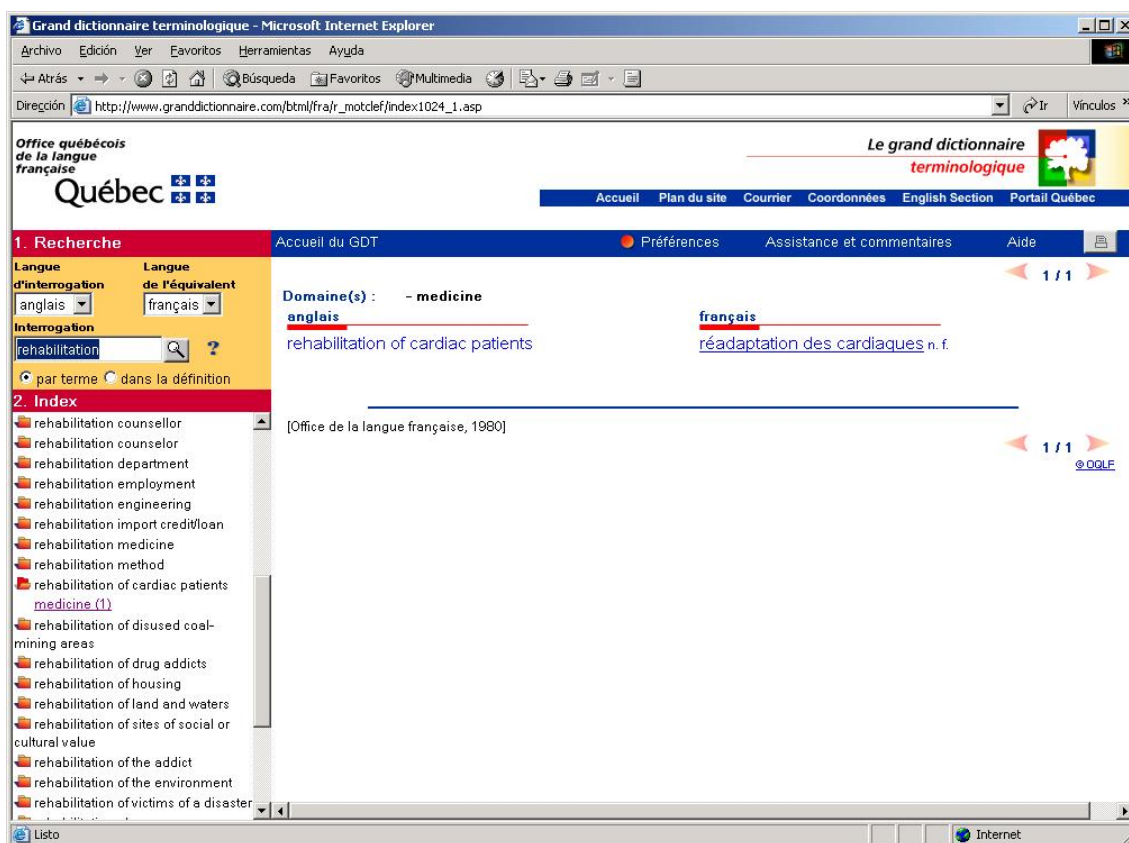 Grand dictionnaire terminologique - Microsoft Internet Explorer
Archivo Edición Ver Favoritos Herramientas Ayuda
Atrás Búsqueda Favoritos Multimedia
Dirección http://www.granddictionnaire.com/btml/fra/r_motclef/index1024_1.asp Ir Vínculos »
Office québécois
de la langue
française
Québec
Le grand dictionnaire
terminologique
Accueil Plan du site Courrier Coordonnées English Section Portail Québec
1. Recherche
Accueil du GDT Préférences Assistance et commentaires Aide
Langue
d'interrogation
Langue
de l'équivalent
anglais français
Interrogation
rehabilitation ?
par terme dans la définition
2. Index
rehabilitation counsellor
rehabilitation counselor
rehabilitation department
rehabilitation employment
rehabilitation engineering
rehabilitation import credit/loan
rehabilitation medicine
rehabilitation method
rehabilitation of cardiac patients
medicine (1)
rehabilitation of disused coal-
mining areas
rehabilitation of drug addicts
rehabilitation of housing
rehabilitation of land and waters
rehabilitation of sites of social or
cultural value
rehabilitation of the addict
rehabilitation of the environment
rehabilitation of victims of a disaster
1 / 1
Domaine(s) : - medicine
anglais français
rehabilitation of cardiac patients réadaptation des cardiaques n. f.
[Office de la langue française, 1980]
1 / 1
© OQLF
Listo Internet